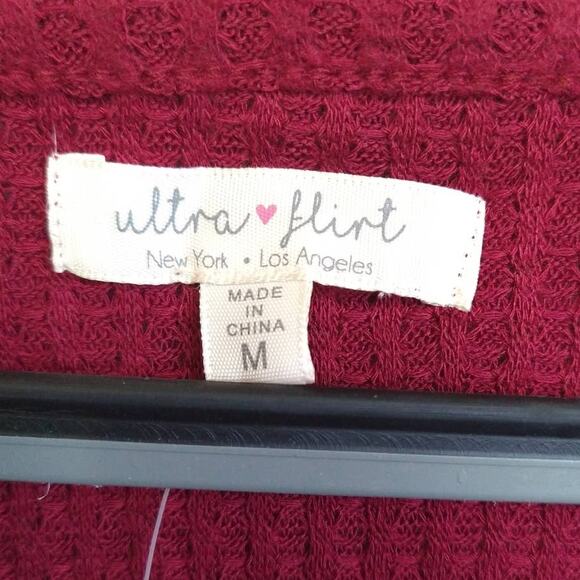 ultra ♥ flirt
New York • Los Angeles
MADE
IN
CHINA
M